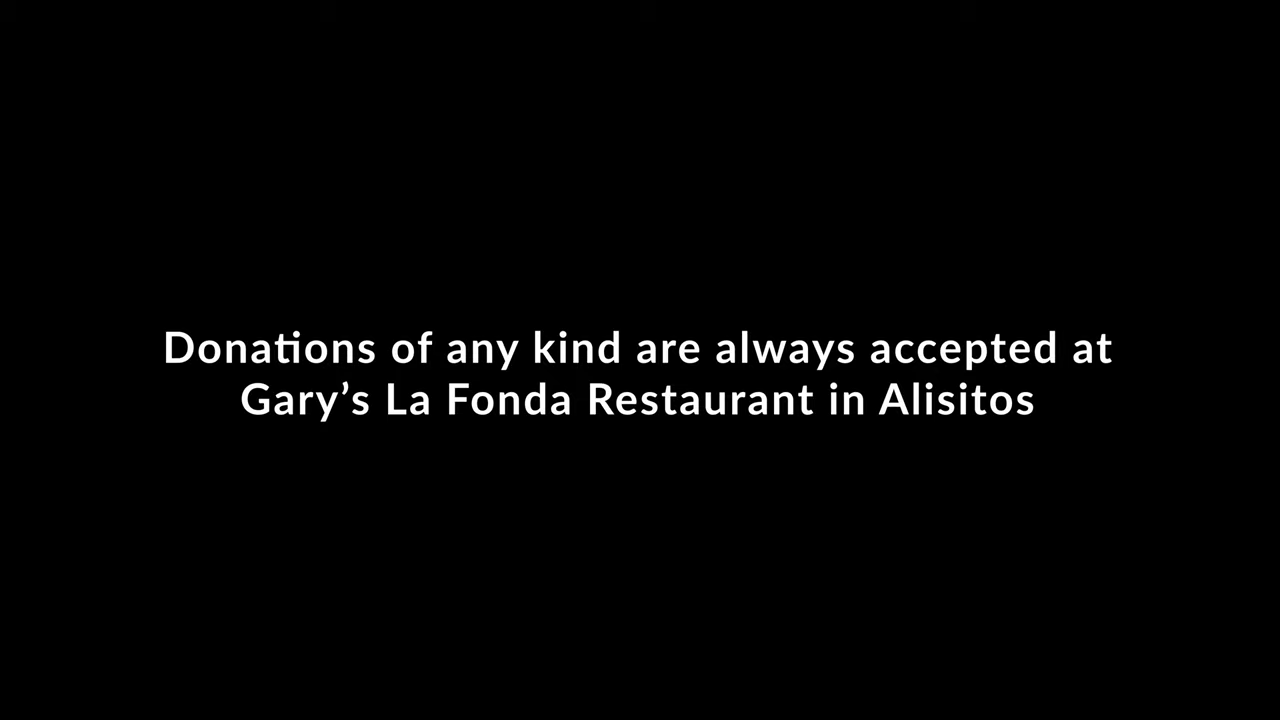 Donations of any kind are always accepted at
Gary’s La Fonda Restaurant in Alisitos